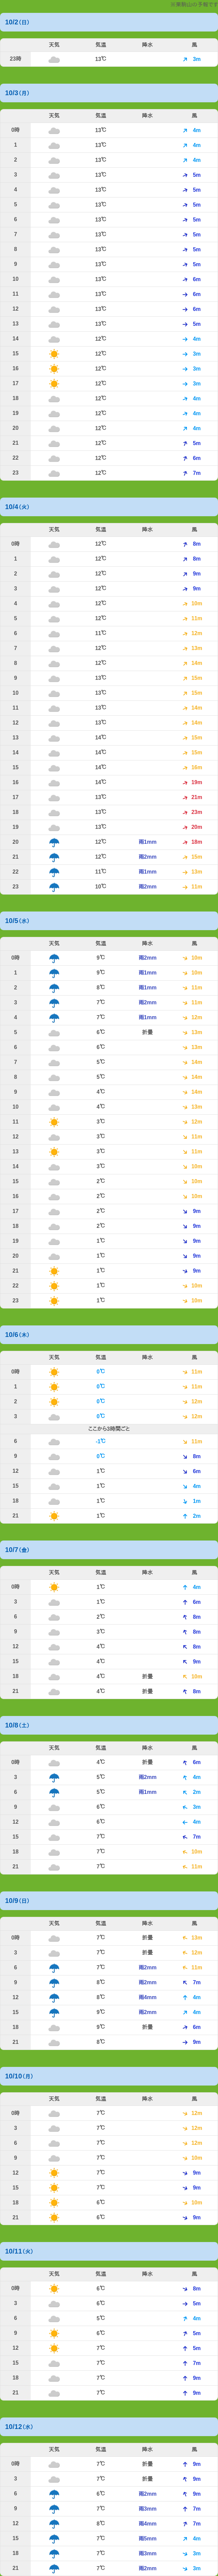 ※薬師山の予報です
10/2(日)
天気 気温 降水 風
23時 13℃ 3m
10/3(月)
天気 気温 降水 風
0時 13℃ 4m
1 13℃ 4m
2 13℃ 4m
3 13℃ 5m
4 13℃ 5m
5 13℃ 5m
6 13℃ 5m
7 13℃ 5m
8 13℃ 5m
9 13℃ 5m
10 13℃ 6m
11 13℃ 6m
12 13℃ 6m
13 13℃ 5m
14 12℃ 4m
15 12℃ 3m
16 12℃ 3m
17 12℃ 3m
18 12℃ 4m
19 12℃ 4m
20 12℃ 4m
21 12℃ 5m
22 12℃ 6m
23 12℃ 7m
10/4(火)
天気 気温 降水 風
0時 12℃ 8m
1 12℃ 8m
2 12℃ 9m
3 12℃ 9m
4 12℃ 10m
5 12℃ 11m
6 11℃ 12m
7 12℃ 13m
8 12℃ 14m
9 13℃ 15m
10 13℃ 15m
11 13℃ 14m
12 13℃ 14m
13 14℃ 15m
14 14℃ 15m
15 14℃ 16m
16 14℃ 19m
17 13℃ 21m
18 13℃ 23m
19 13℃ 20m
20 12℃ 雨1mm 18m
21 12℃ 雨2mm 15m
22 11℃ 雨1mm 13m
23 10℃ 雨2mm 11m
10/5(水)
天気 気温 降水 風
0時 9℃ 雨2mm 10m
1 9℃ 雨1mm 10m
2 8℃ 雨1mm 11m
3 7℃ 雨2mm 11m
4 7℃ 雨1mm 12m
5 6℃ 折畳 13m
6 6℃ 13m
7 5℃ 14m
8 5℃ 14m
9 4℃ 14m
10 4℃ 13m
11 3℃ 12m
12 3℃ 11m
13 3℃ 11m
14 3℃ 10m
15 2℃ 10m
16 2℃ 10m
17 2℃ 9m
18 2℃ 9m
19 1℃ 9m
20 1℃ 9m
21 1℃ 9m
22 1℃ 10m
23 1℃ 10m
10/6(木)
天気 気温 降水 風
0時 0℃ 11m
1 0℃ 11m
2 0℃ 12m
3 0℃ 12m
ここから3時間ごと
6 -1℃ 11m
9 0℃ 8m
12 1℃ 6m
15 1℃ 4m
18 1℃ 1m
21 1℃ 2m
10/7(金)
天気 気温 降水 風
0時 1℃ 4m
3 1℃ 6m
6 2℃ 8m
9 3℃ 8m
12 4℃ 8m
15 4℃ 9m
18 4℃ 折畳 10m
21 4℃ 折畳 8m
10/8(土)
天気 気温 降水 風
0時 4℃ 折畳 6m
3 5℃ 雨2mm 4m
6 5℃ 雨1mm 2m
9 6℃ 3m
12 6℃ 4m
15 7℃ 7m
18 7℃ 10m
21 7℃ 11m
10/9(日)
天気 気温 降水 風
0時 7℃ 折畳 13m
3 7℃ 折畳 12m
6 7℃ 雨2mm 11m
9 8℃ 雨2mm 7m
12 8℃ 雨4mm 4m
15 9℃ 雨2mm 4m
18 9℃ 折畳 6m
21 8℃ 9m
10/10(月)
天気 気温 降水 風
0時 7℃ 12m
3 7℃ 12m
6 7℃ 12m
9 7℃ 10m
12 7℃ 9m
15 7℃ 9m
18 6℃ 10m
21 6℃ 9m
10/11(火)
天気 気温 降水 風
0時 6℃ 8m
3 6℃ 5m
6 5℃ 4m
9 6℃ 5m
12 7℃ 5m
15 7℃ 7m
18 7℃ 9m
21 7℃ 9m
10/12(水)
天気 気温 降水 風
0時 7℃ 折畳 9m
3 7℃ 折畳 9m
6 6℃ 雨2mm 9m
9 7℃ 雨3mm 7m
12 8℃ 雨4mm 7m
15 7℃ 雨5mm 4m
18 7℃ 雨3mm 3m
21 7℃ 雨2mm 3m